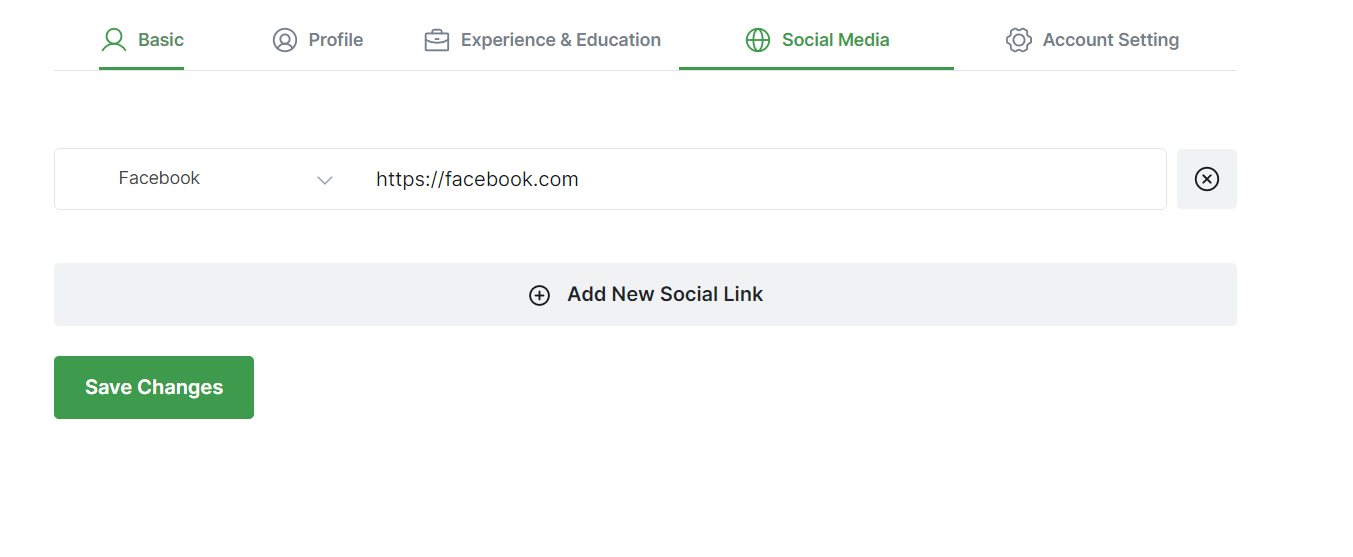 Basic Profile Experience & Education Social Media Account Setting
Facebook https://facebook.com
Add New Social Link
Save Changes